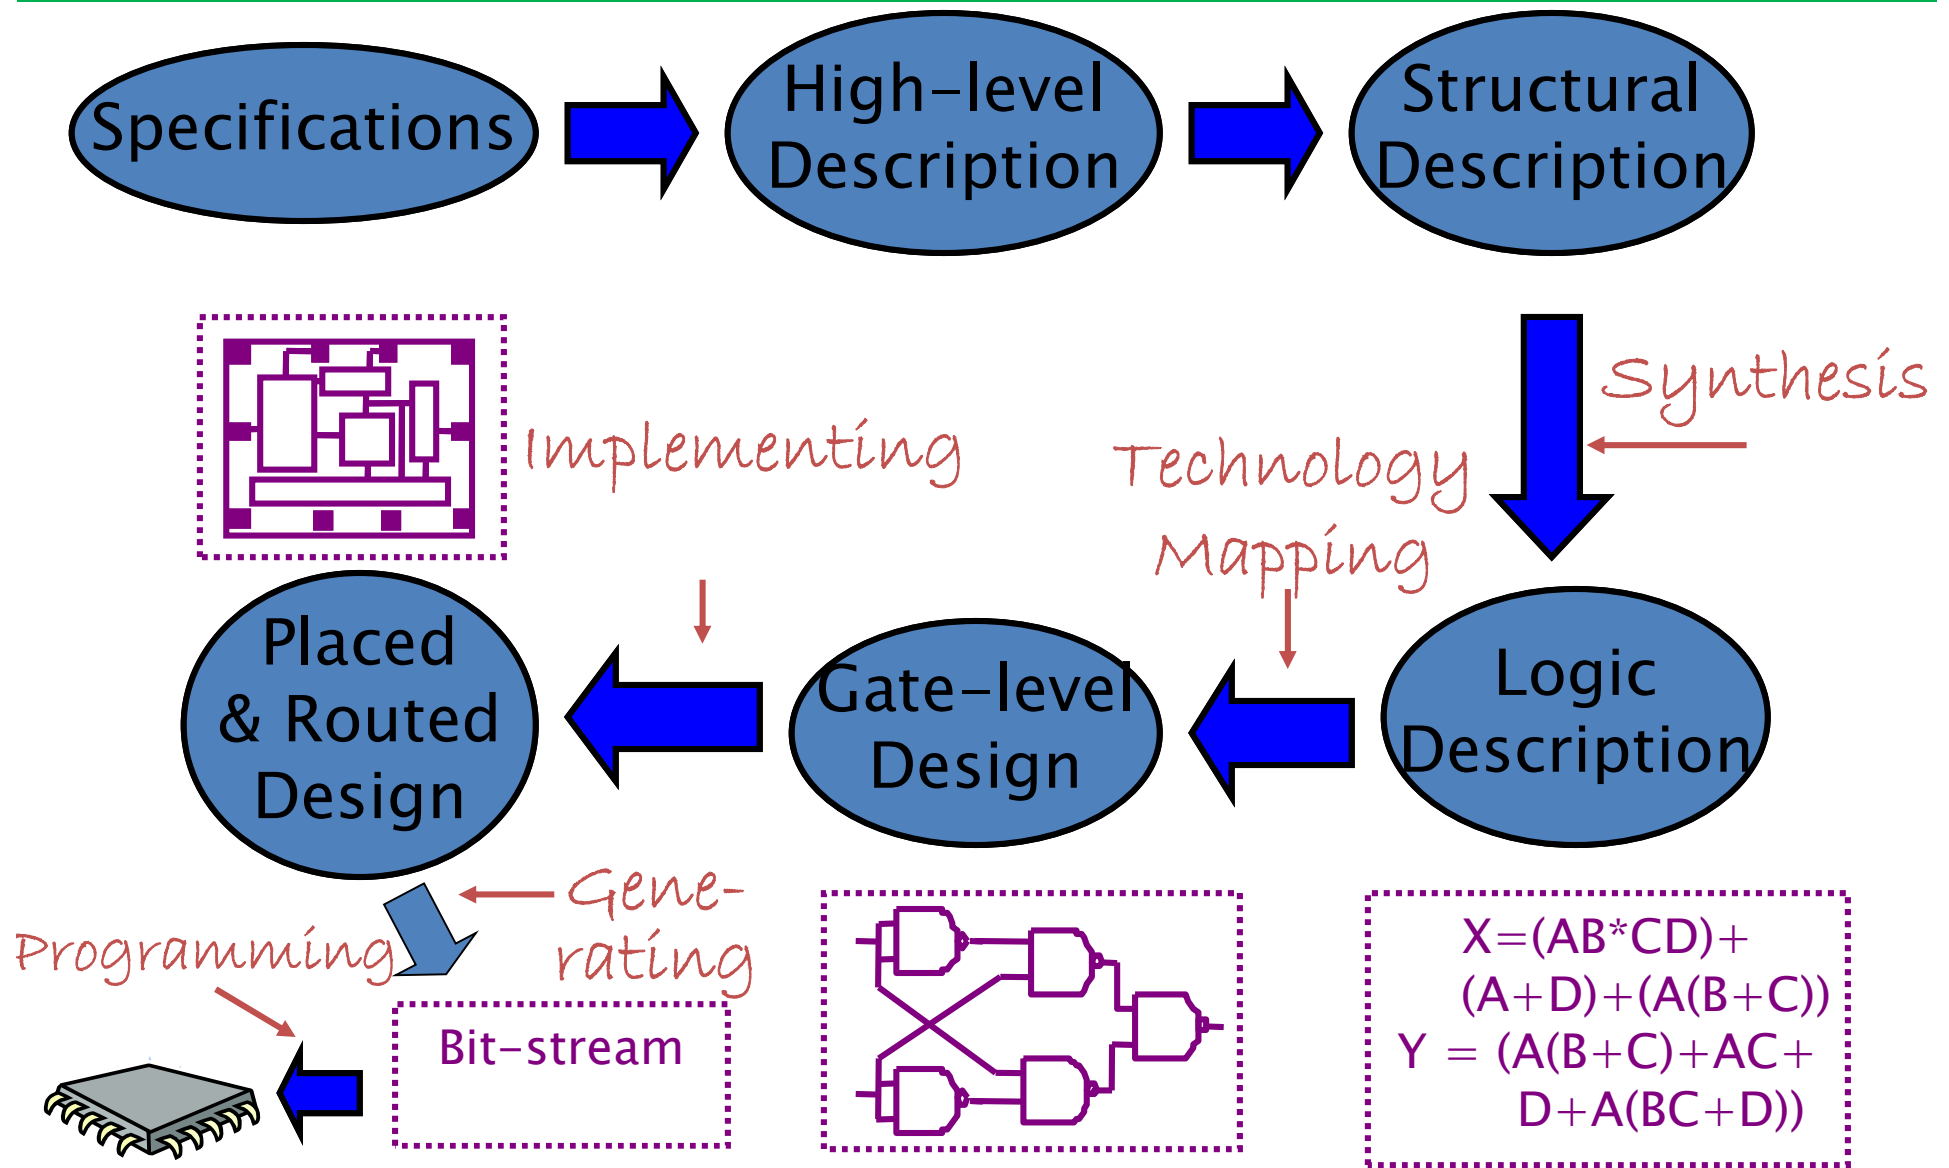 Specifications
High-level
Description
Structural
Description
Synthesis
Implementing
Technology
Mapping
Placed
& Routed
Design
Gate-level
Design
Logic
Description
Gene-
rating
Programming
Bit-stream
X=(AB*CD)+
(A+D)+(A(B+C))
Y = (A(B+C)+AC+
D+A(BC+D))